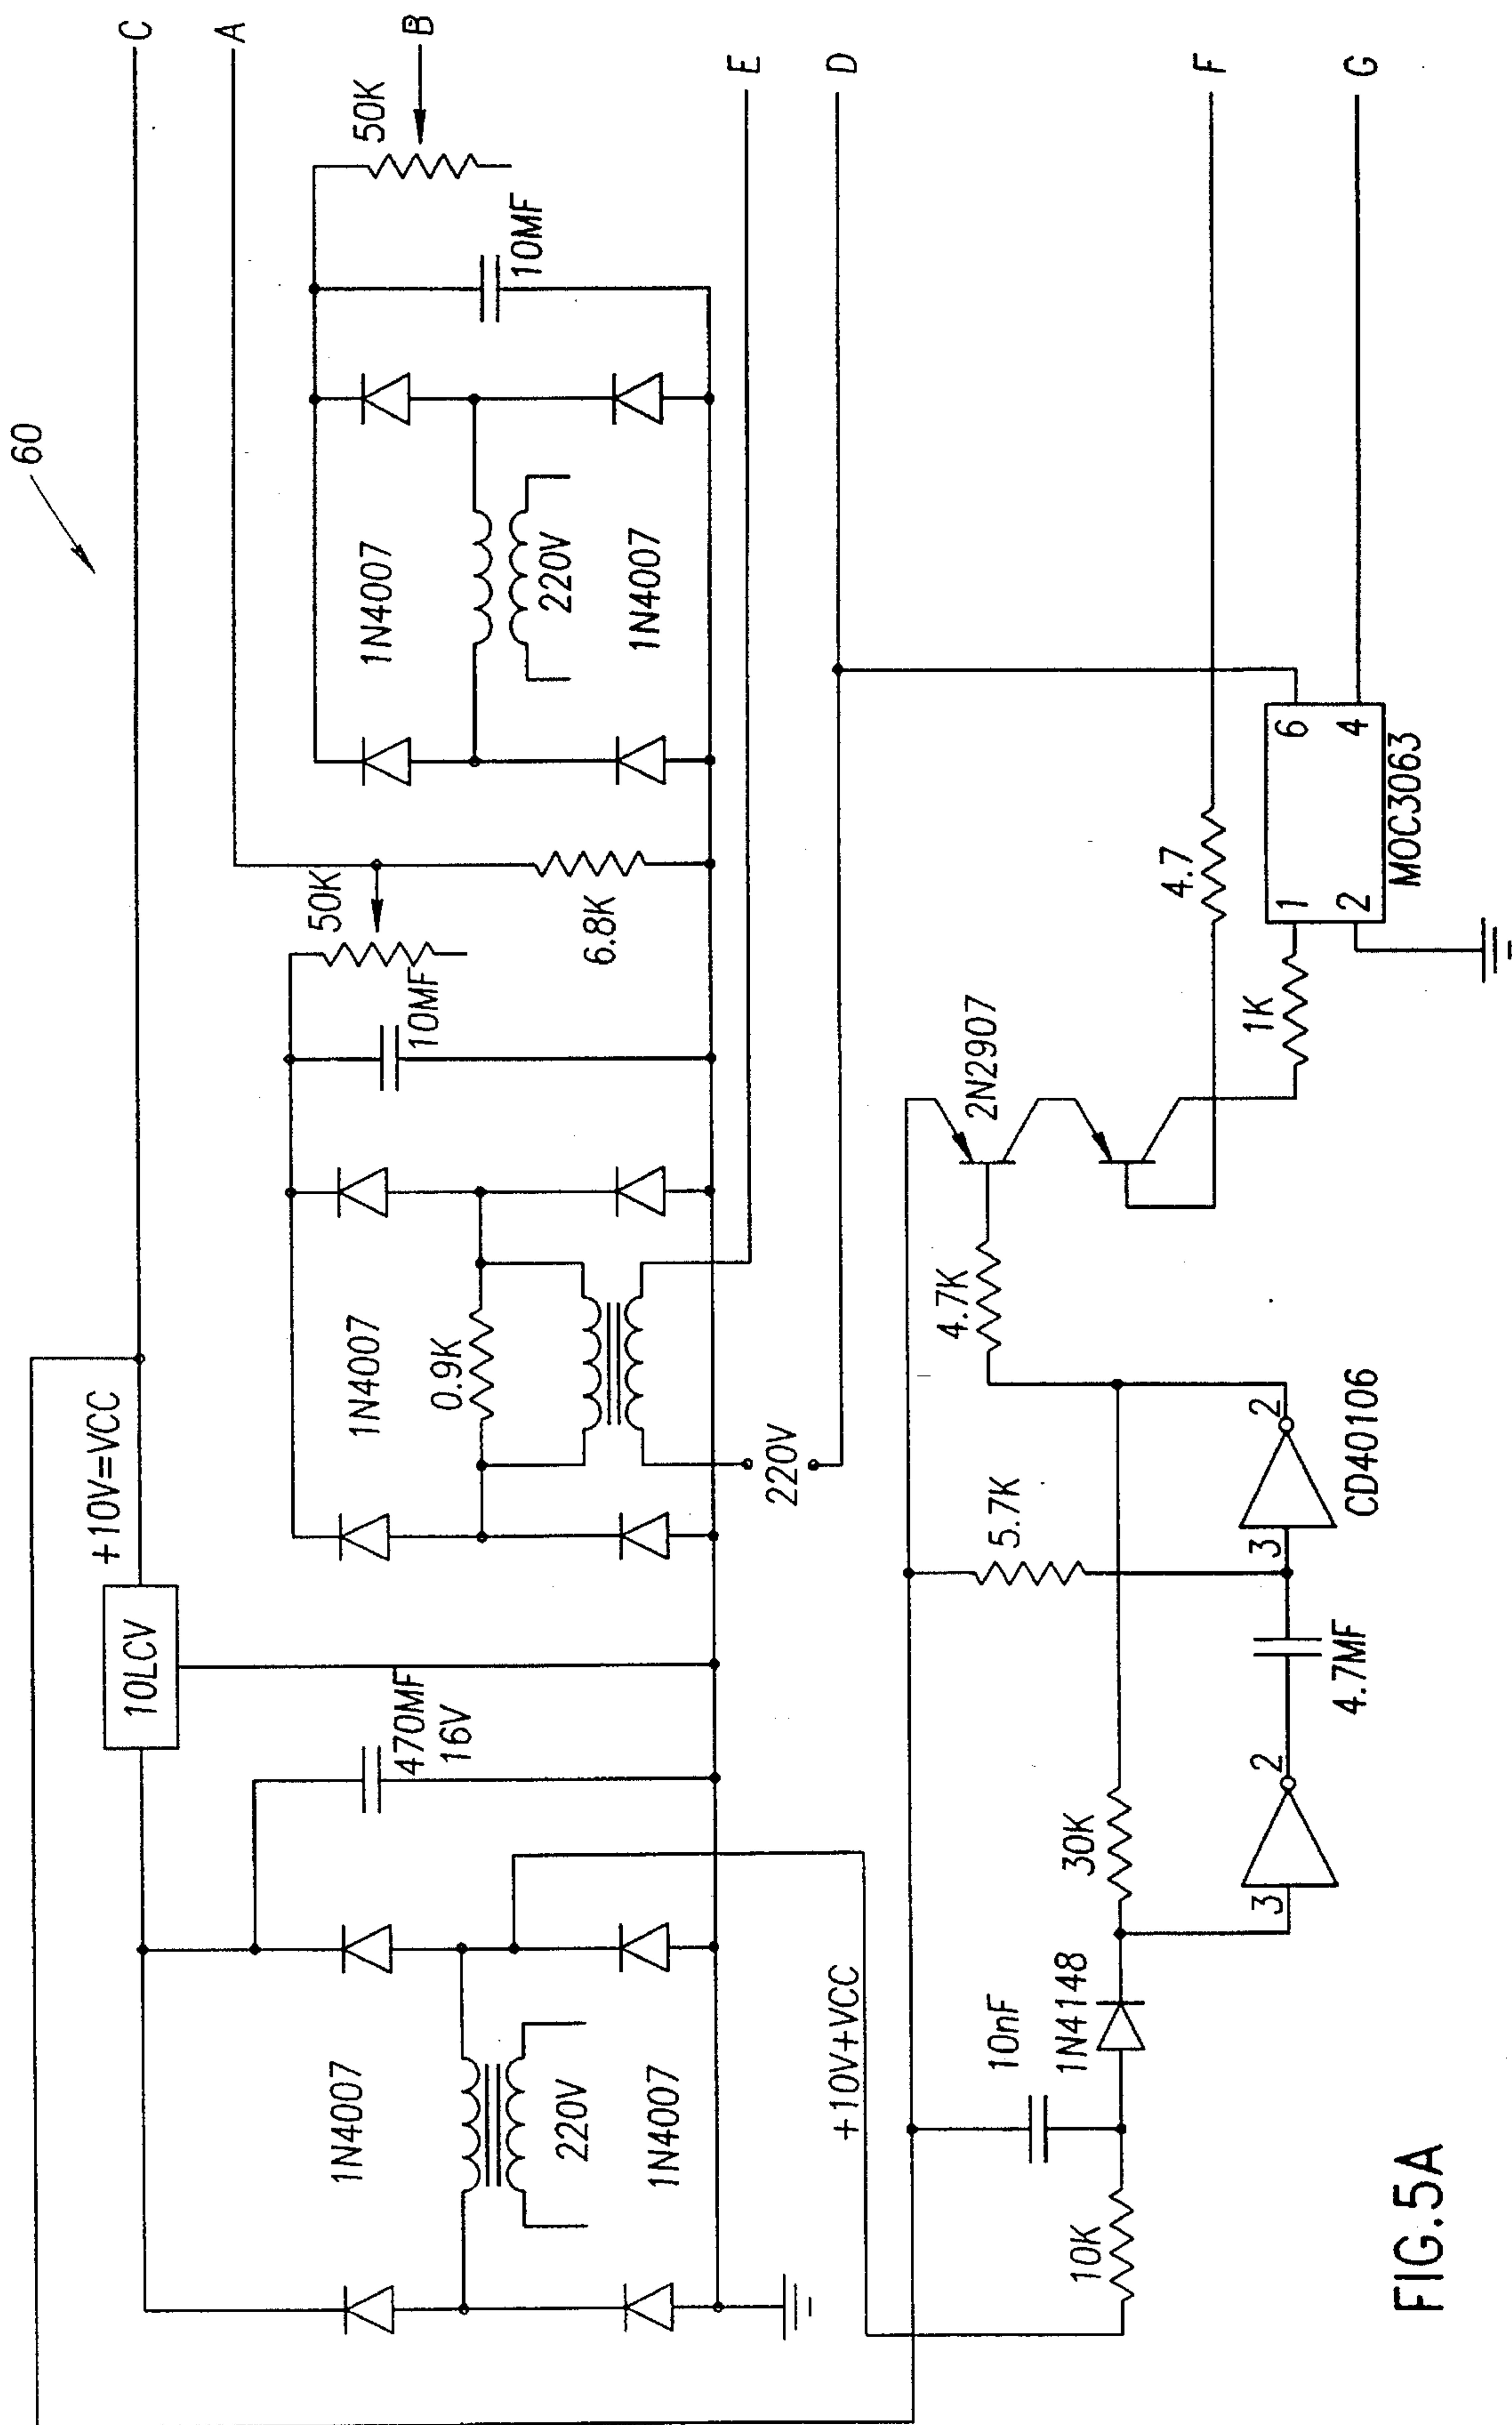 60
C
A
B
E
D
F
G
+10V=VCC
10LCV
470MF
16V
1N4007
220V
1N4007
1N4007
0.9K
220V
10MF
50K
6.8K
1N4007
220V
1N4007
10MF
50K
+10V+VCC
10nF
1N4148
10K
30K
5.7K
4.7K
2N2907
4.7
1K
1
2
6
4
MOC3063
3
2
4.7MF
3
2
CD40106
FIG.5A